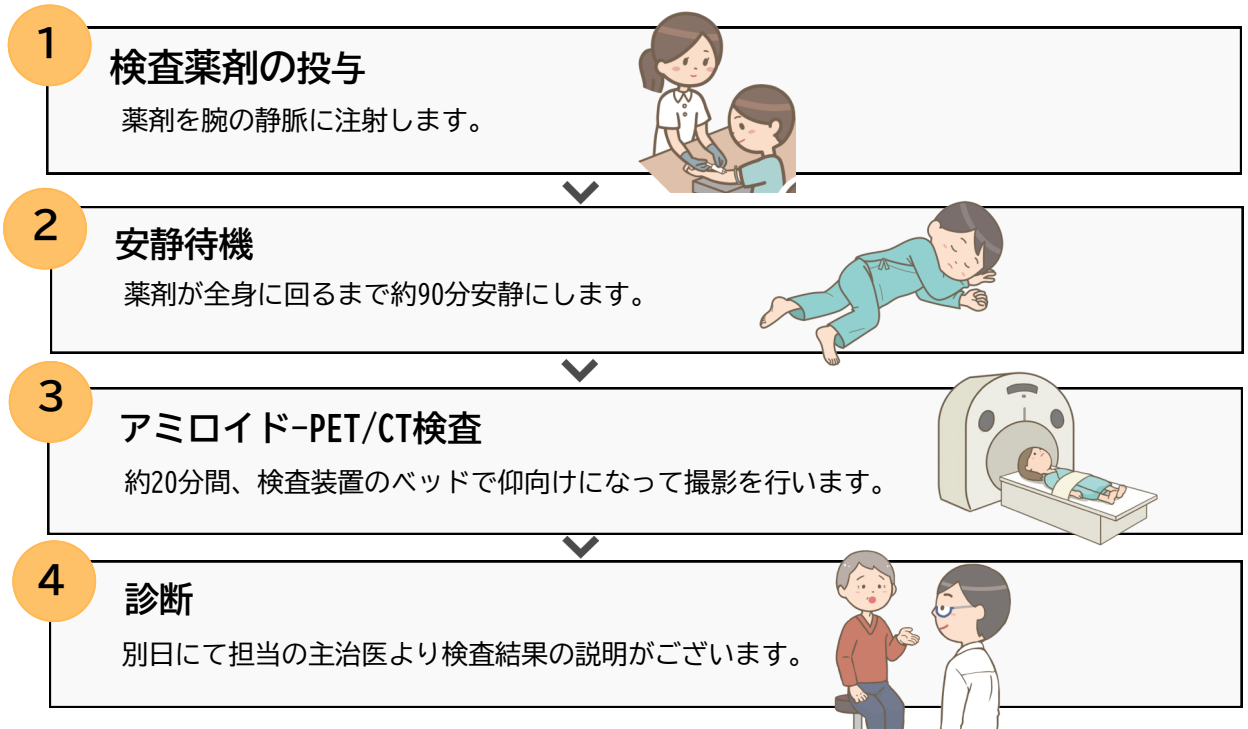 1
検査薬剤の投与
薬剤を腕の静脈に注射します。
2
安静待機
薬剤が全身に回るまで約90分安静にします。
3
アミロイド-PET/CT検査
約20分間、検査装置のベッドで仰向けになって撮影を行います。
4
診断
別日にて担当の主治医より検査結果の説明がございます。